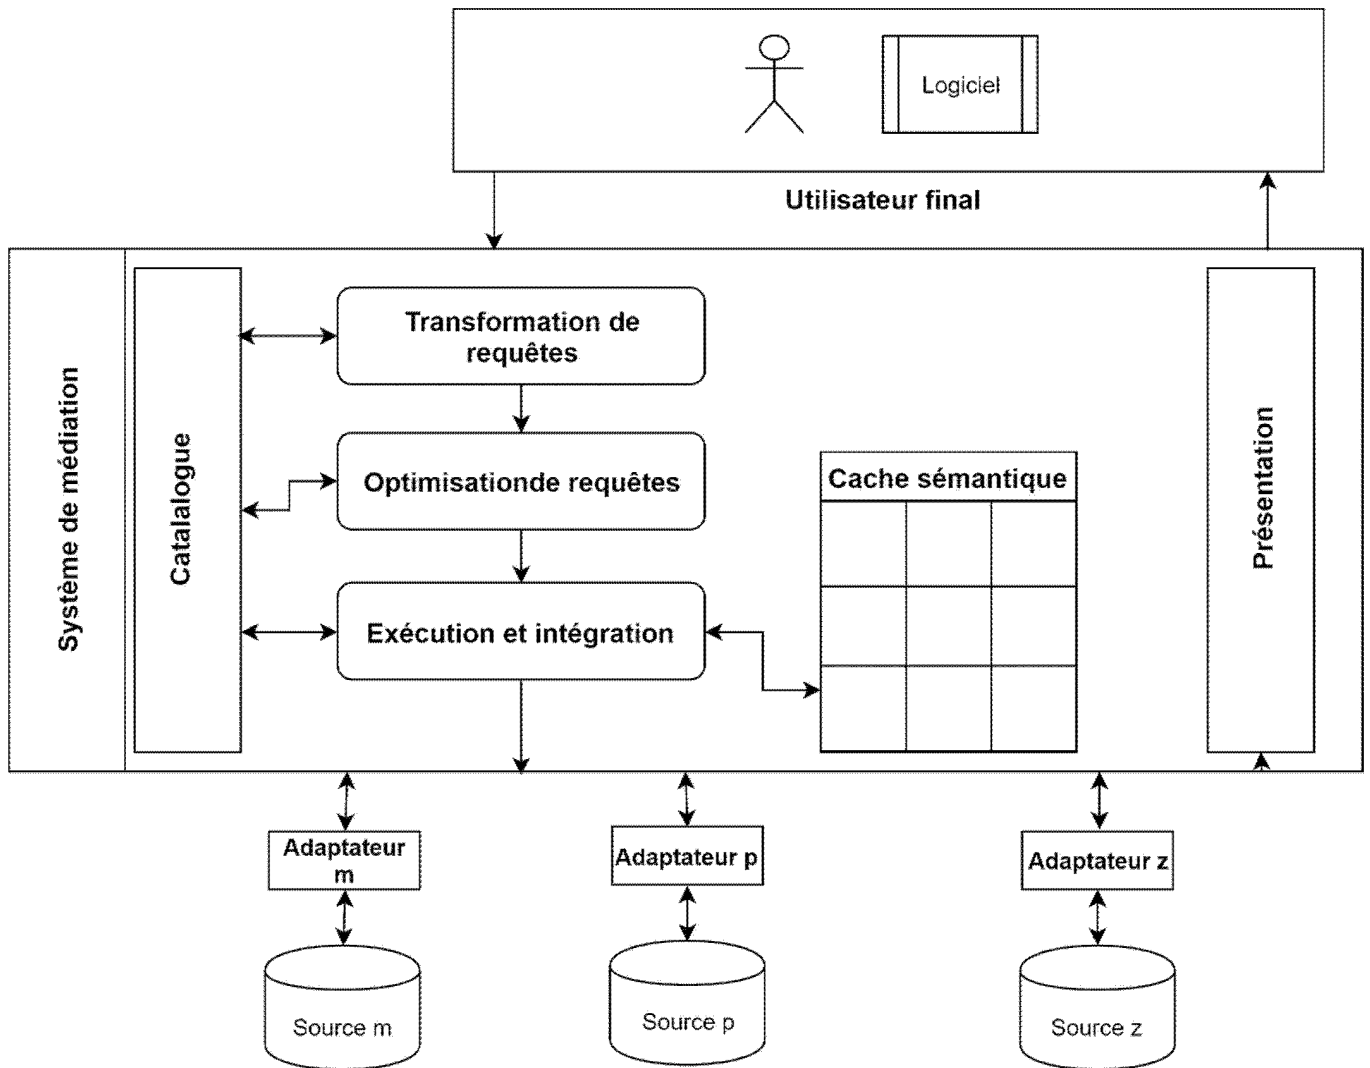 Logiciel
Utilisateur final
Système de médiation
Catalalogue
Transformation de
requêtes
Optimisationde requêtes
Exécution et intégration
Cache sémantique
Présentation
Adaptateur
m
Adaptateur p
Adaptateur z
Source m
Source p
Source z